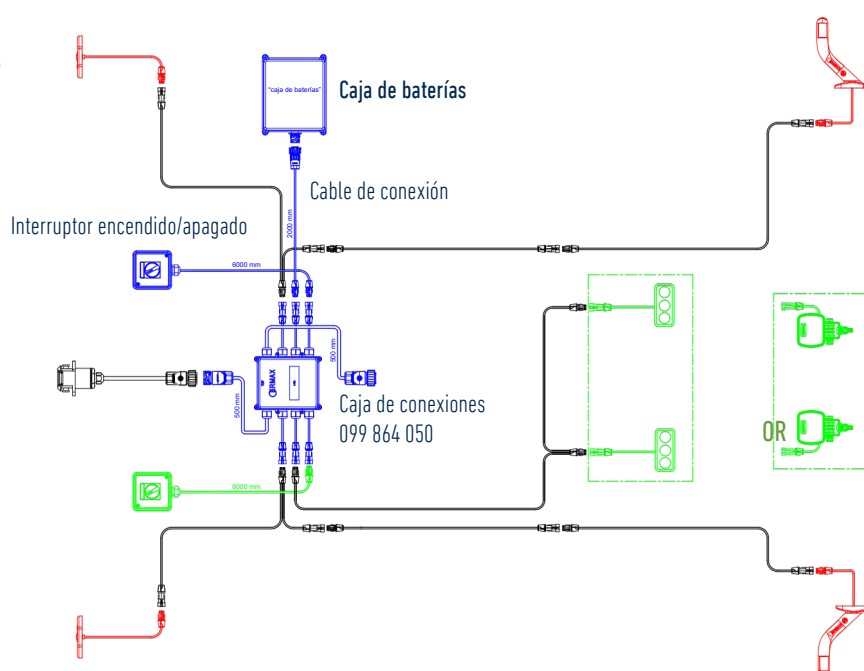 "caja de baterías"
Caja de baterías
Cable de conexión
2000 mm
Interruptor encendido/apagado
6000 mm
500 mm
ERMAX
500 mm
Caja de conexiones
099 864 050
OR
6000 mm